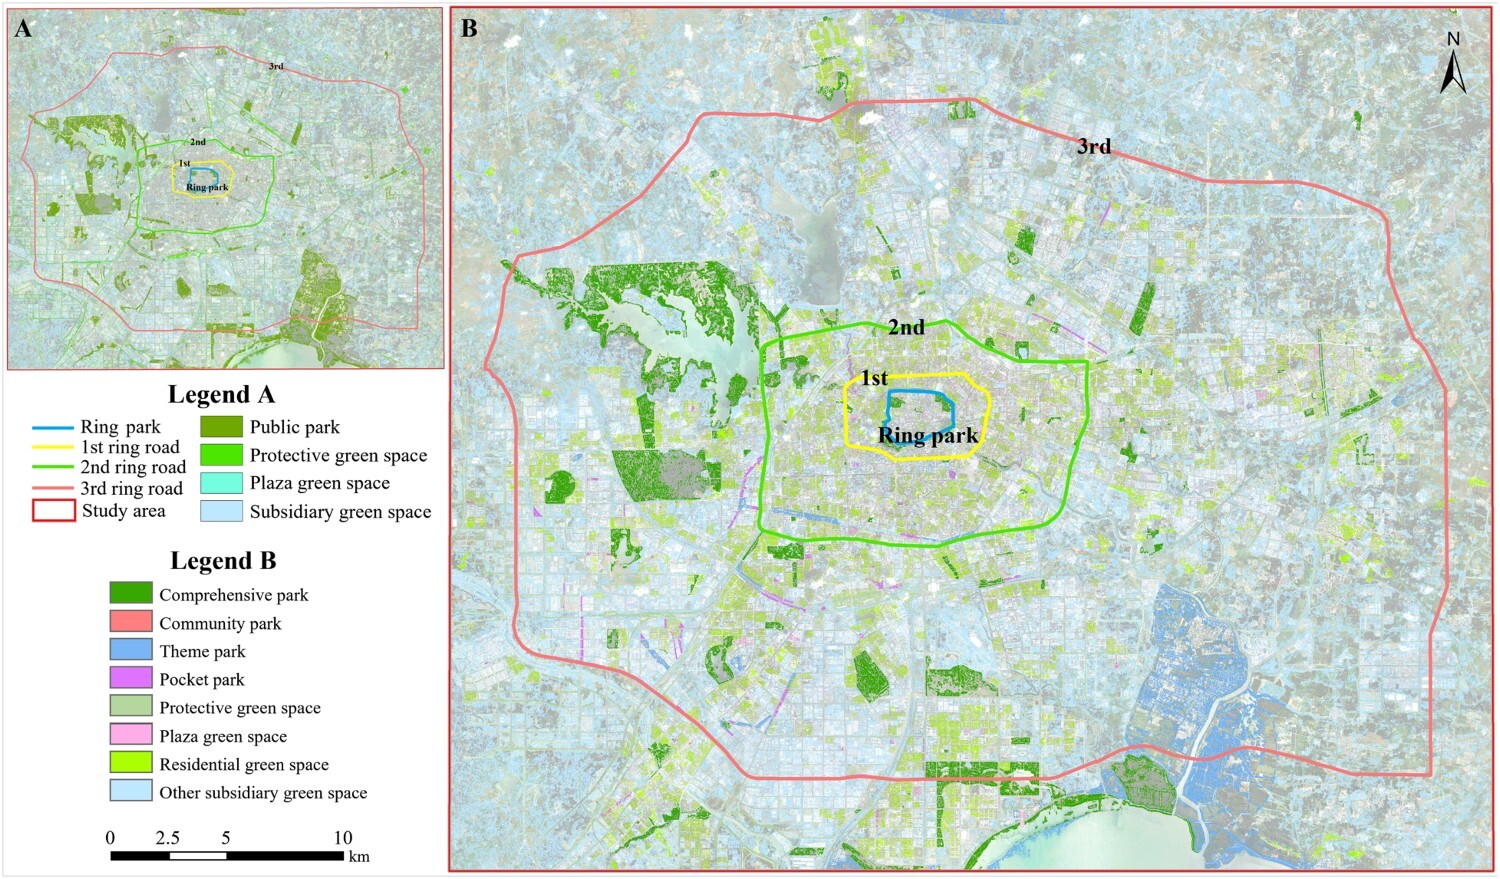 A
3rd
2nd
1st
Ring park
Legend A
Ring park
1st ring road
2nd ring road
3rd ring road
Study area
Public park
Protective green space
Plaza green space
Subsidiary green space
Legend B
Comprehensive park
Community park
Theme park
Pocket park
Protective green space
Plaza green space
Residential green space
Other subsidiary green space
0 2.5 5 10
km
B
N
3rd
2nd
1st
Ring park